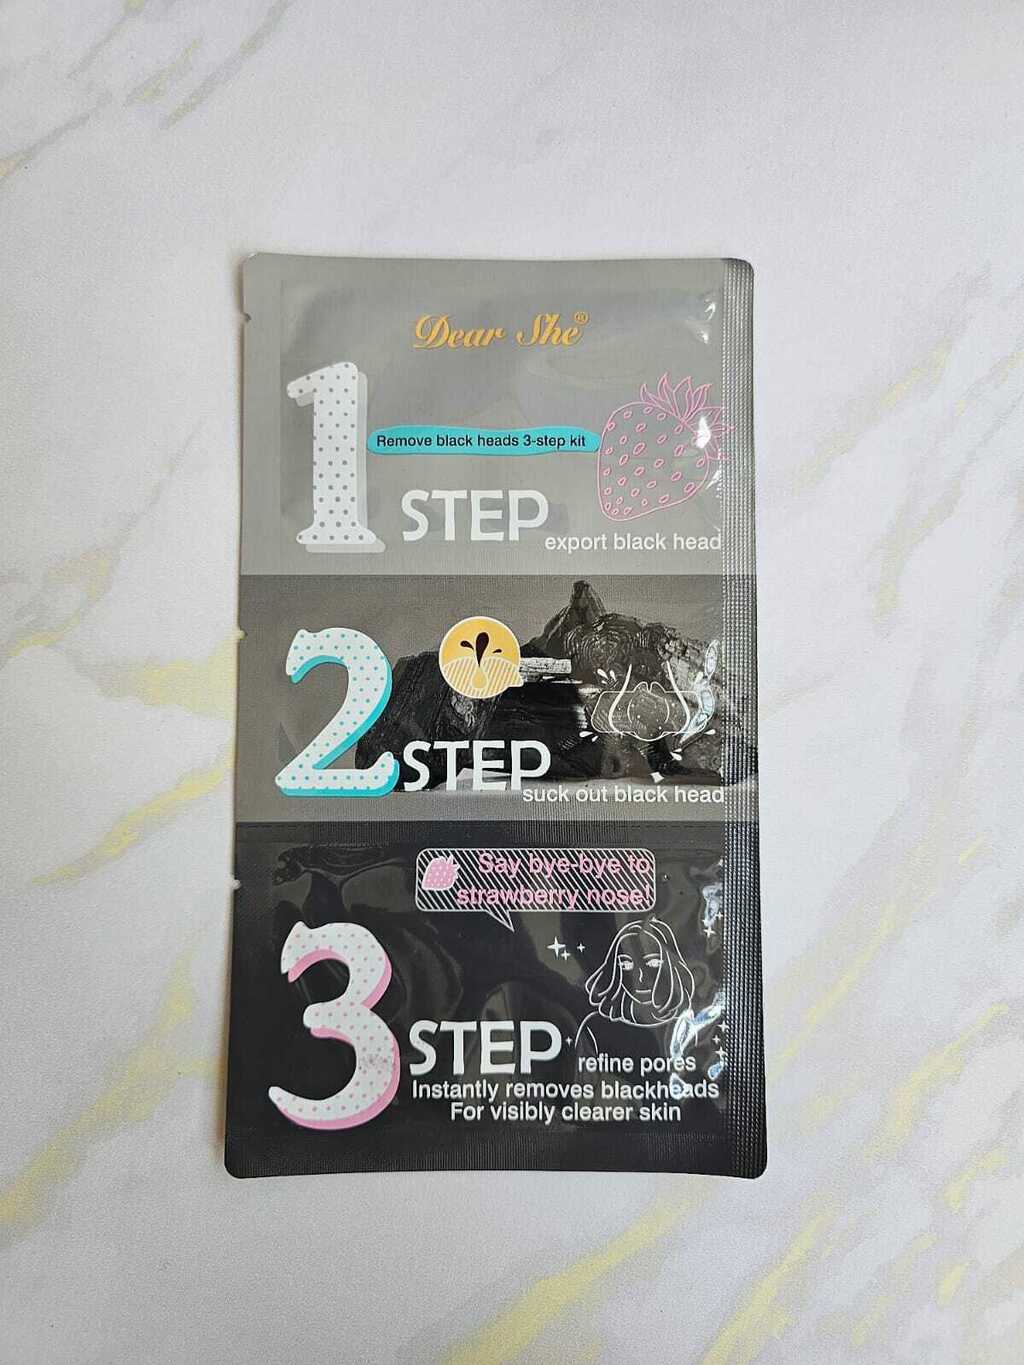 Dear She®
1
Remove black heads 3-step kit
STEP
export black head
2
STEP
suck out black head
Say bye-bye to
strawberry nose!
3
STEP
refine pores
Instantly removes blackheads
For visibly clearer skin